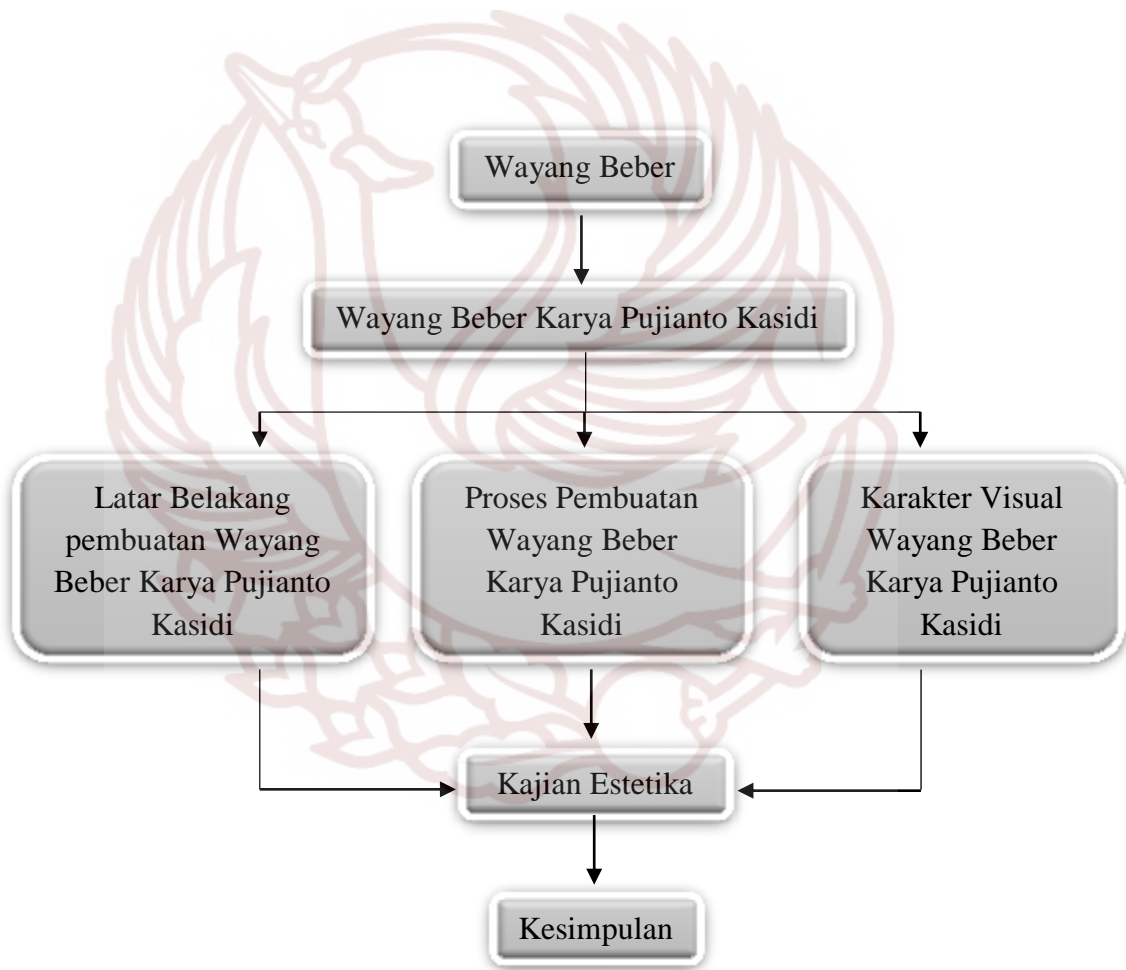 Wayang Beber
Wayang Beber Karya Pujianto Kasidi
Latar Belakang
pembuatan Wayang
Beber Karya Pujianto
Kasidi
Proses Pembuatan
Wayang Beber
Karya Pujianto
Kasidi
Karakter Visual
Wayang Beber
Karya Pujianto
Kasidi
Kajian Estetika
Kesimpulan